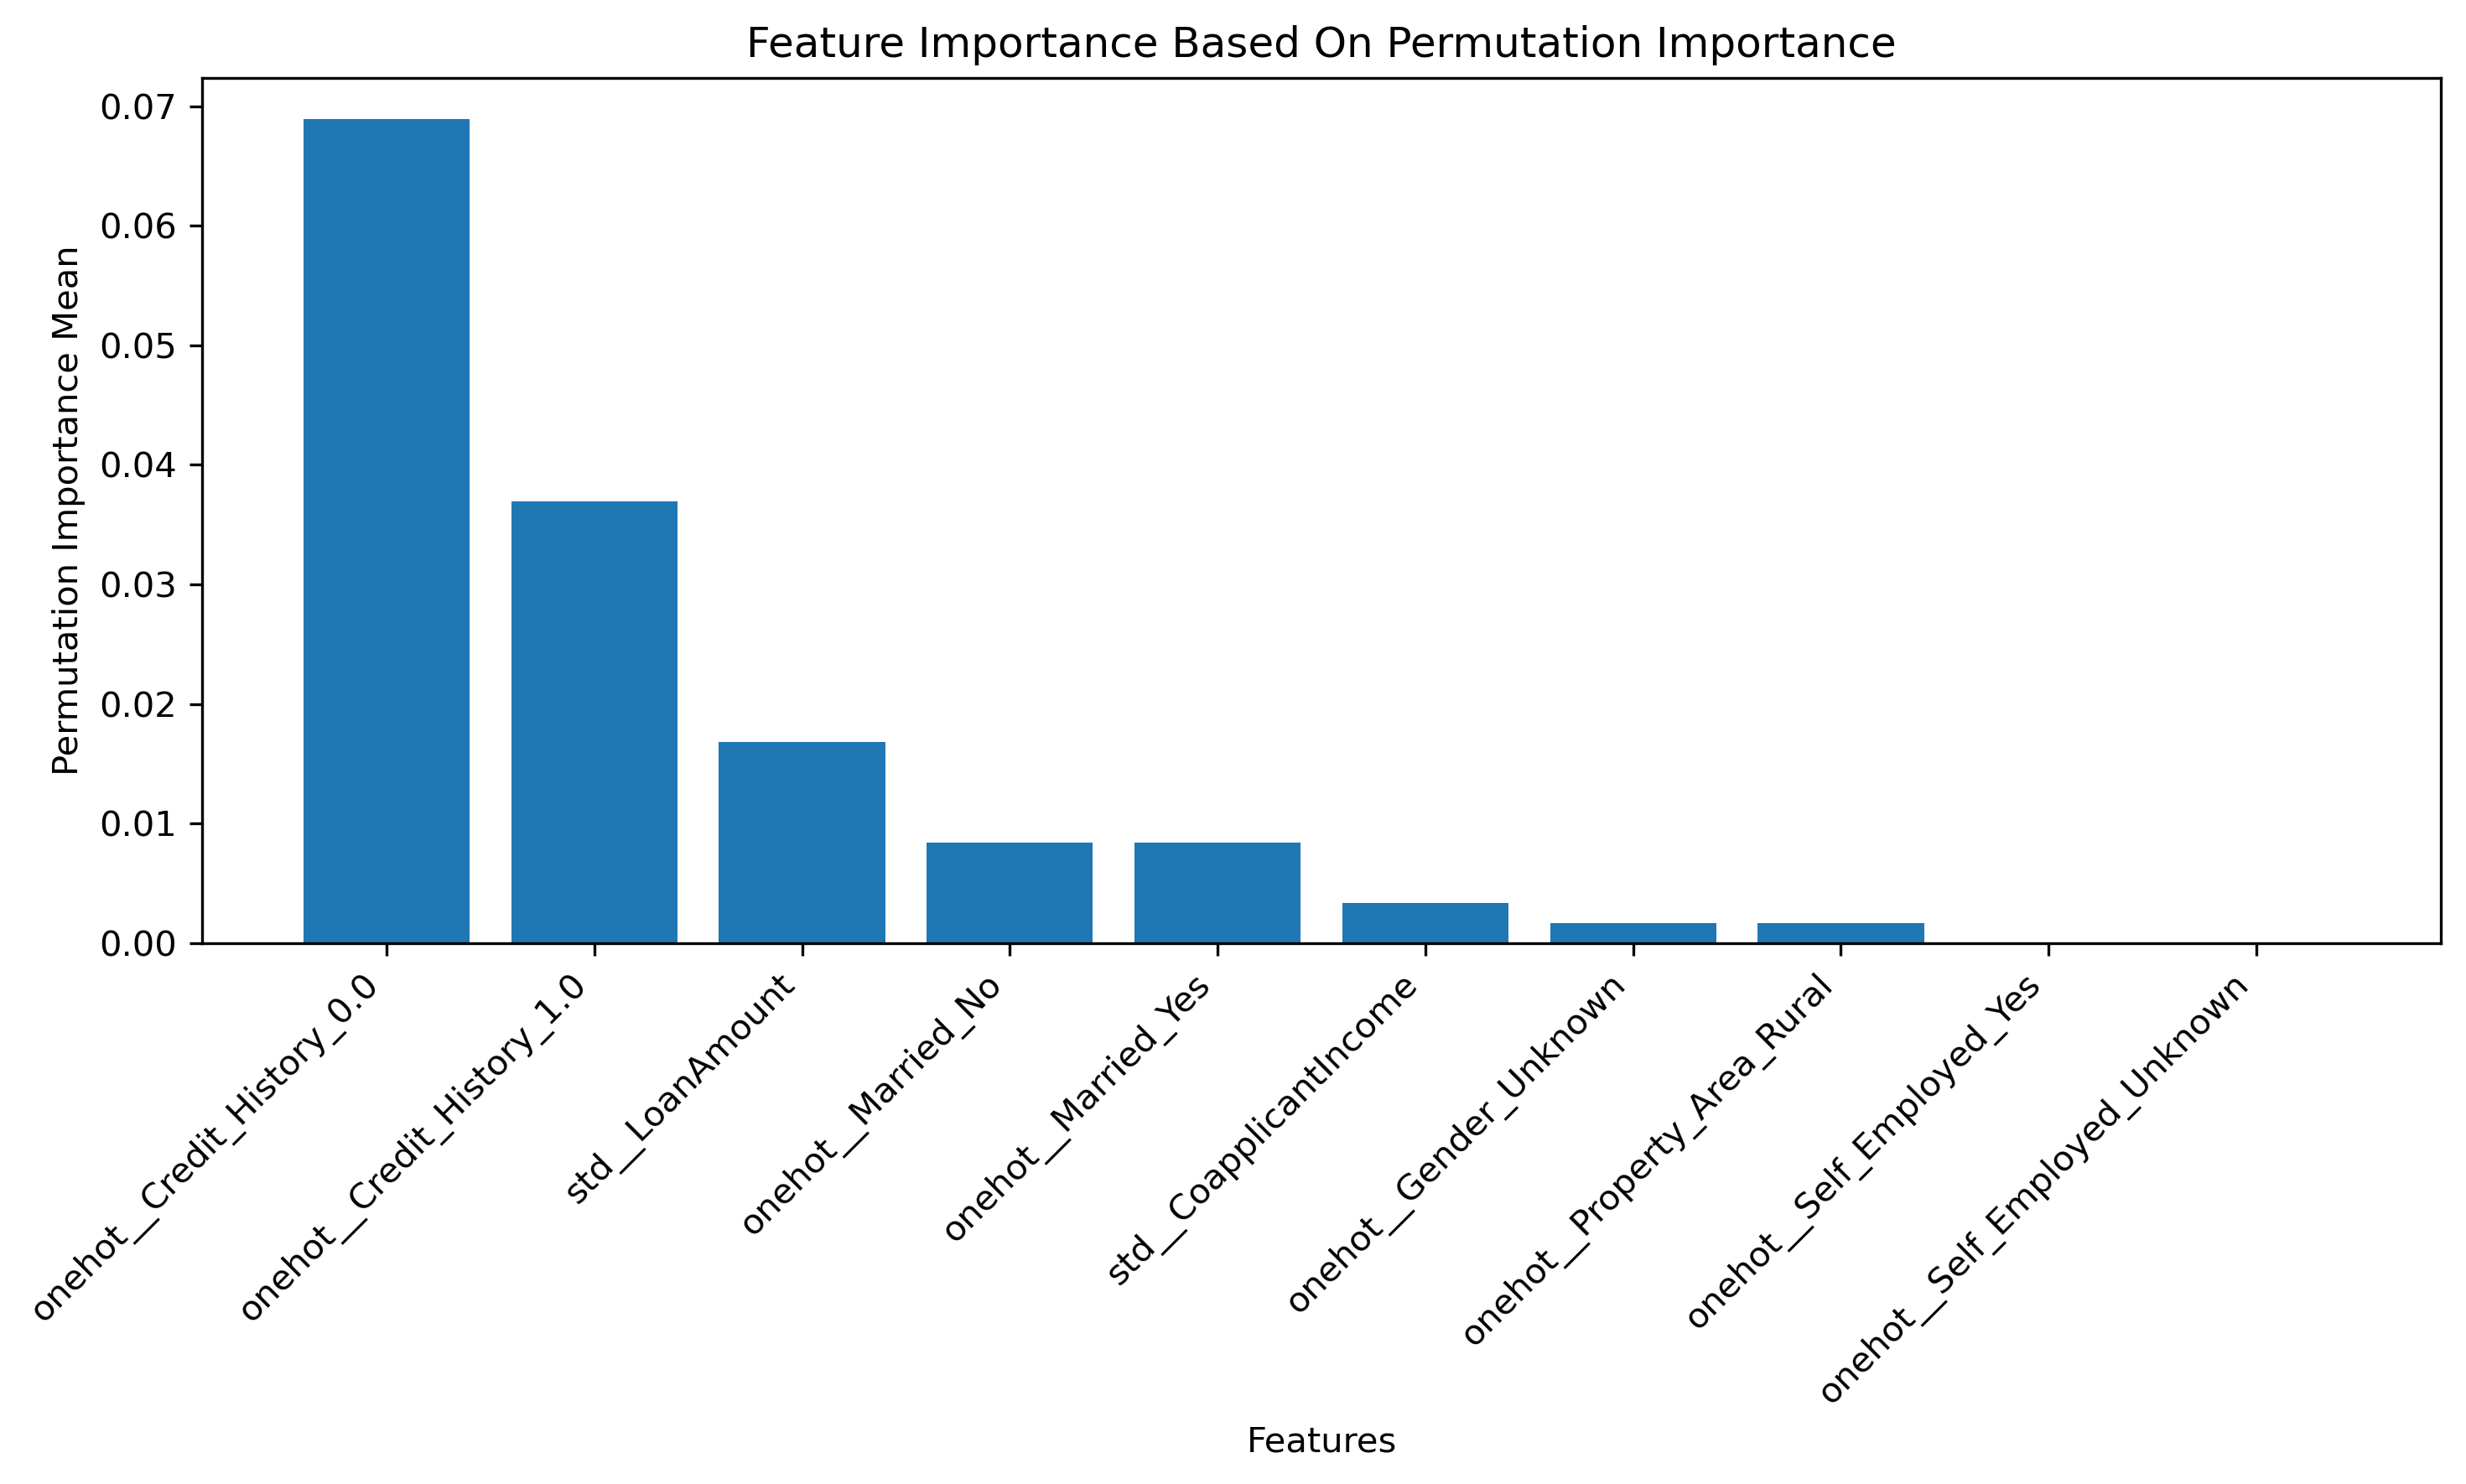 Feature Importance Based On Permutation Importance
Permutation Importance Mean
0.07
0.06
0.05
0.04
0.03
0.02
0.01
0.00
onehot__Credit_History_0.0
onehot__Credit_History_1.0
std__LoanAmount
onehot__Married_No
onehot__Married_Yes
std__CoapplicantIncome
onehot__Gender_Unknown
onehot__Property_Area_Rural
onehot__Self_Employed_Yes
onehot__Self_Employed_Unknown
Features